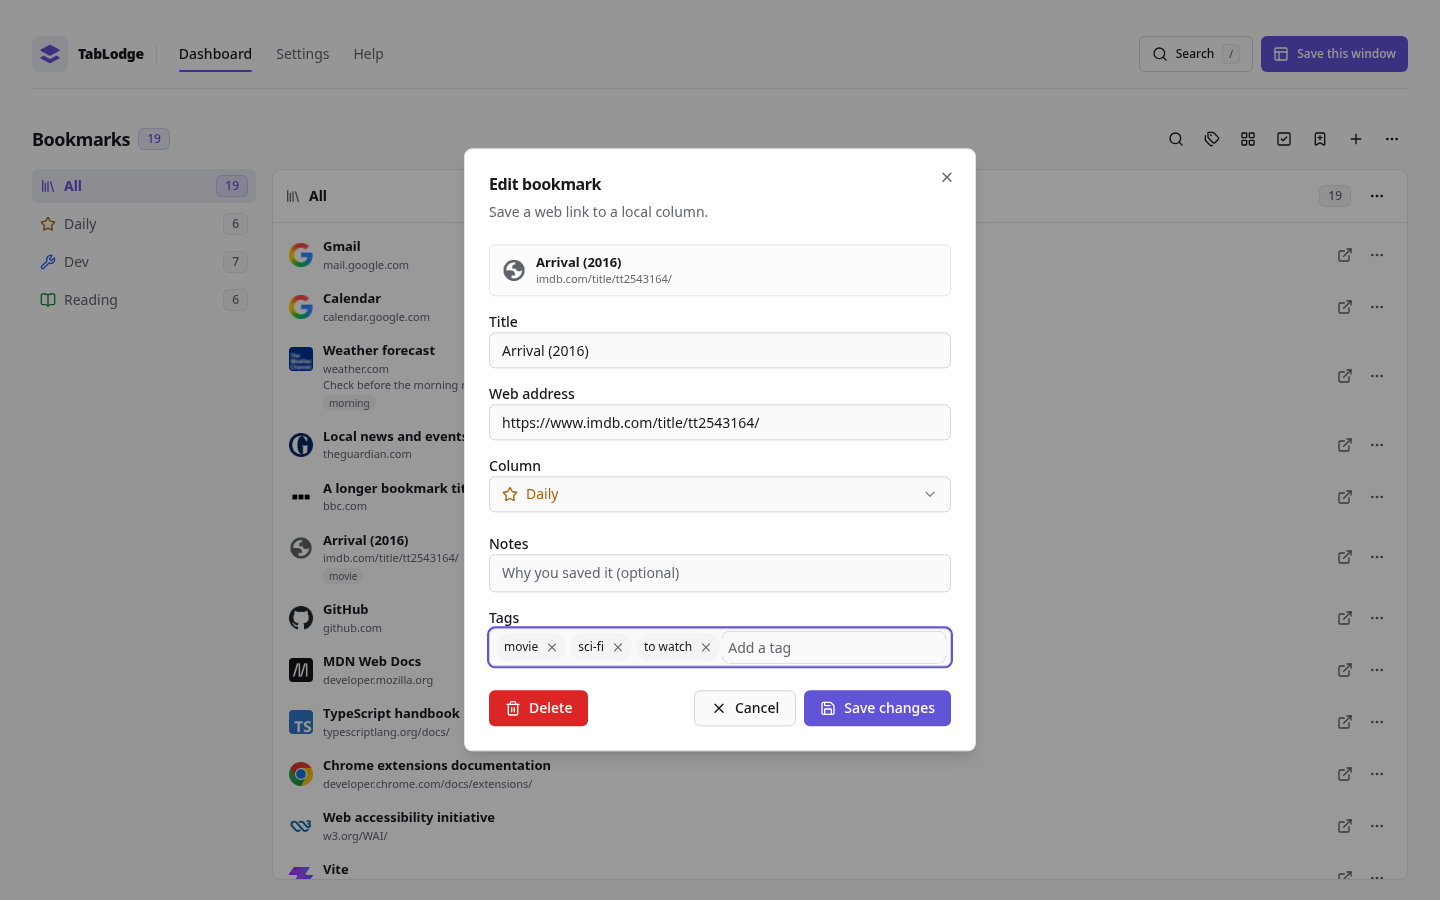 TabLodge
Dashboard
Settings
Help
Search /
Save this window
Bookmarks 19
All 19
Daily 6
Dev 7
Reading 6
All 19
Gmail
mail.google.com
Calendar
calendar.google.com
Weather forecast
weather.com
Check before the morning
morning
Local news and events
theguardian.com
A longer bookmark
bbc.com
Arrival (2016)
imdb.com/title/tt2543164/
movie
GitHub
github.com
MDN Web Docs
developer.mozilla.org
TypeScript handbook
typescriptlang.org/docs/
Chrome extensions documentation
developer.chrome.com/docs/extensions/
Web accessibility initiative
w3.org/WAI/
Vite
Edit bookmark
Save a web link to a local column.
Arrival (2016)
imdb.com/title/tt2543164/
Title
Arrival (2016)
Web address
https://www.imdb.com/title/tt2543164/
Column
Daily
Notes
Why you saved it (optional)
Tags
movie
sci-fi
to watch
Add a tag
Delete
Cancel
Save changes